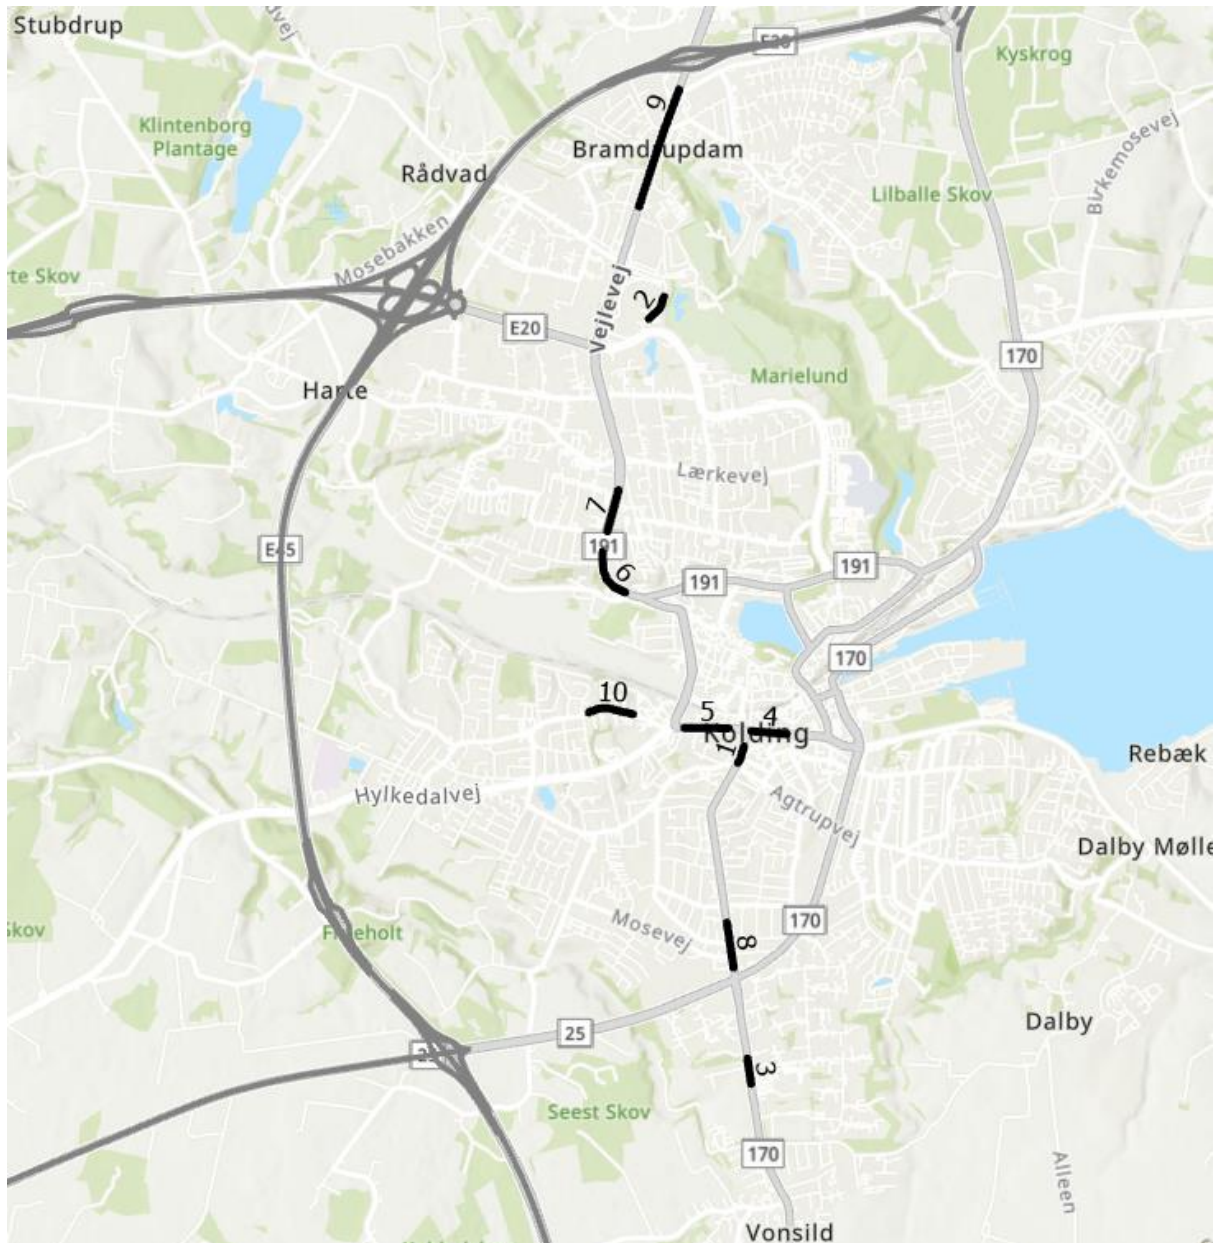 Stubdrup
E20
Kyskrog
Klintenborg
Plantage
9
Bramdrupdam
Rådvad
Lilballe Skov
Birkemosevej
Mosebakken
rte Skov
Vejlevej
2
E20
170
Marielund
Harte
Lærkevej
7
191
E45
6
191
191
170
10
5
4
Kolding
1
Rebæk
Hylkedalvej
Agtrupvej
Dalby Mølle
Mosevej
170
8
Skov
25
Dalby
3
Seest Skov
170
Alleen
Vonsild